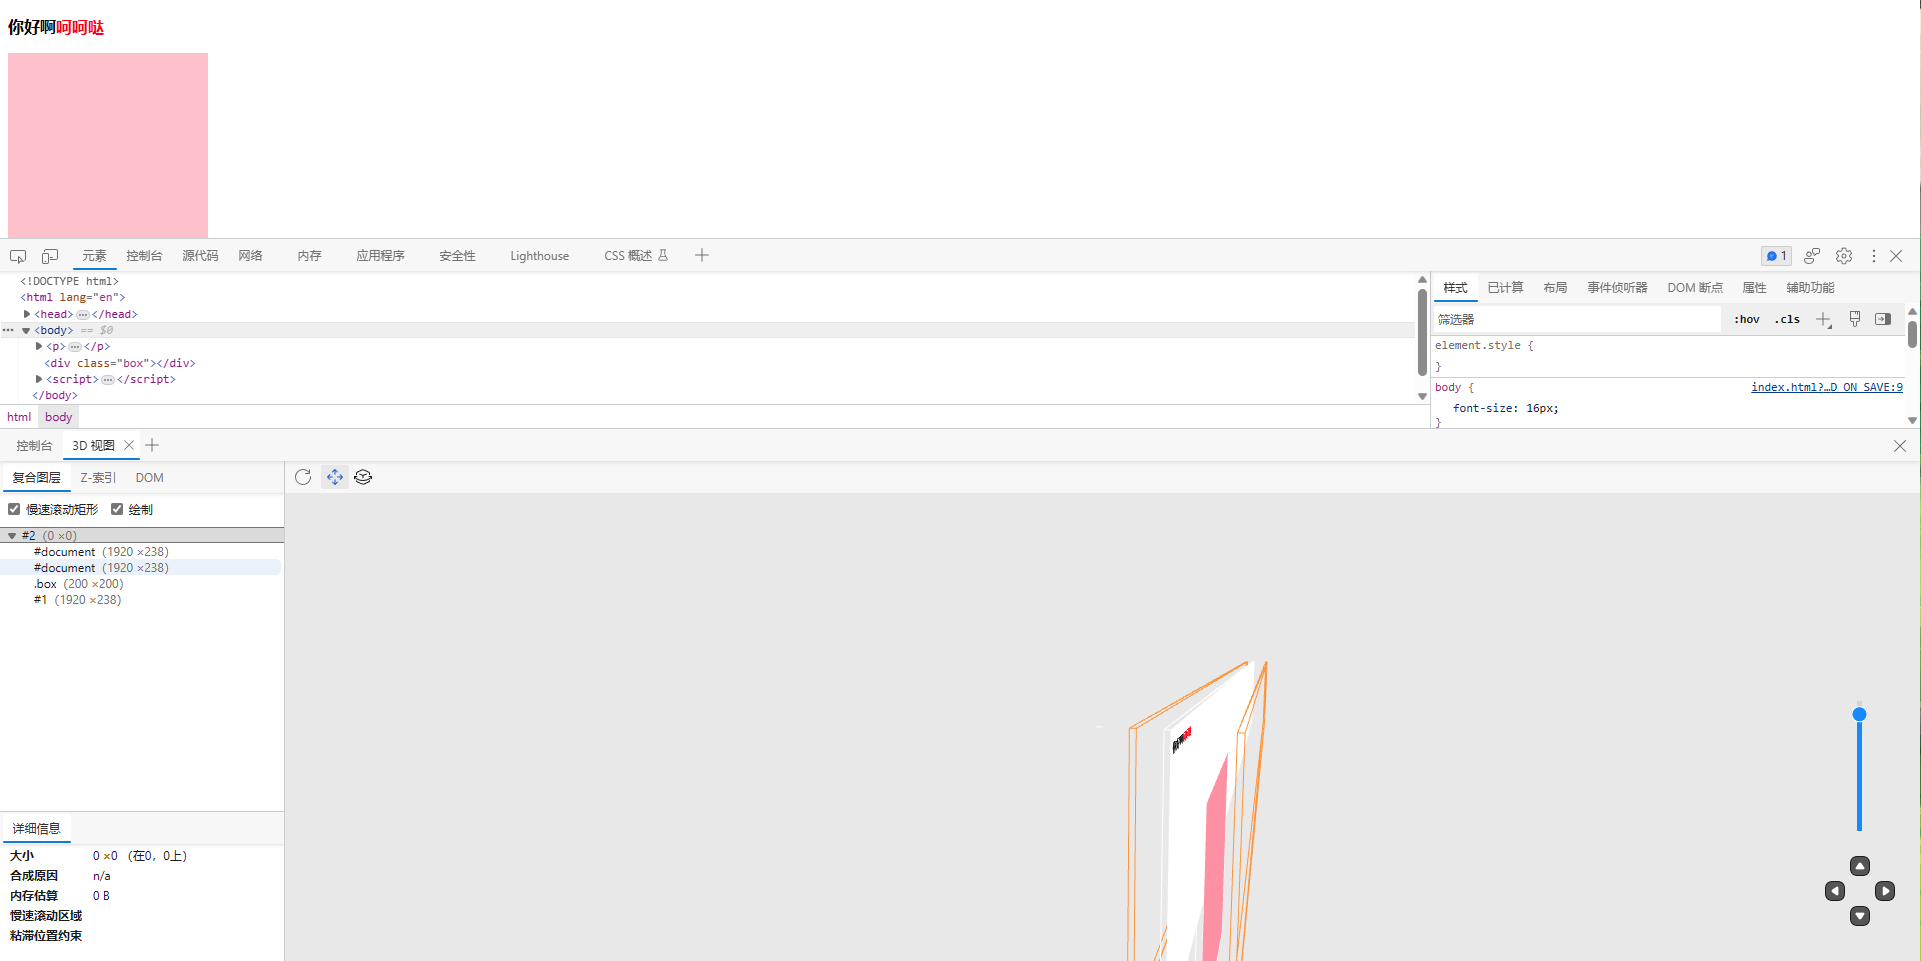 你好啊呵呵哒
元素 控制台 源代码 网络 内存 应用程序 安全性 Lighthouse CSS 概述 1
<!DOCTYPE html>
<html lang="en">
<head>…</head>
<body> == $0
<p>…</p>
<div class="box"></div>
<script>…</script>
</body>
html body
样式 已计算 布局 事件侦听器 DOM 断点 属性 辅助功能
筛选器 :hov .cls
element.style {
}
body { index.html?…D_ON_SAVE:9
font-size: 16px;
}
控制台 3D 视图
复合图层 Z-索引 DOM
慢速滚动矩形 绘制
#2 (0 ×0)
#document (1920 ×238)
#document (1920 ×238)
.box (200 ×200)
#1 (1920 ×238)
详细信息
大小 0 ×0 (在0，0上)
合成原因 n/a
内存估算 0 B
慢速滚动区域
粘滞位置约束